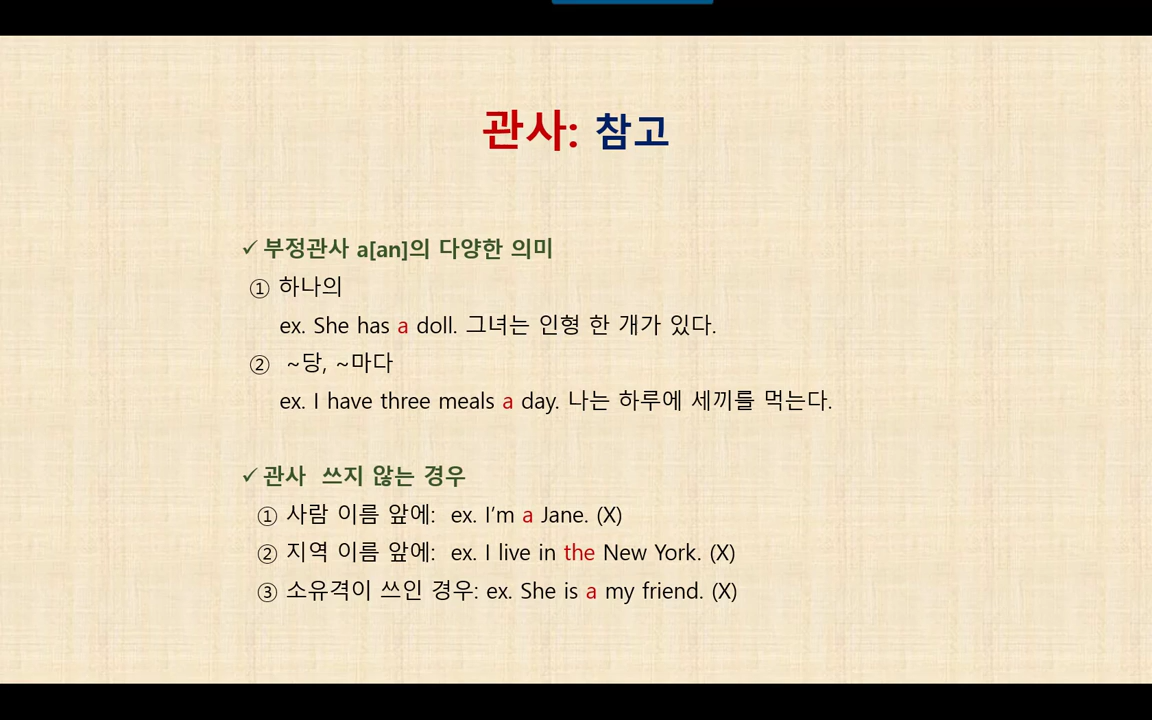 관사: 참고
✓ 부정관사 a[an]의 다양한 의미
① 하나의
ex. She has a doll. 그녀는 인형 한 개가 있다.
② ~당, ~마다
ex. I have three meals a day. 나는 하루에 세끼를 먹는다.
✓ 관사 쓰지 않는 경우
① 사람 이름 앞에: ex. I’m a Jane. (X)
② 지역 이름 앞에: ex. I live in the New York. (X)
③ 소유격이 쓰인 경우: ex. She is a my friend. (X)